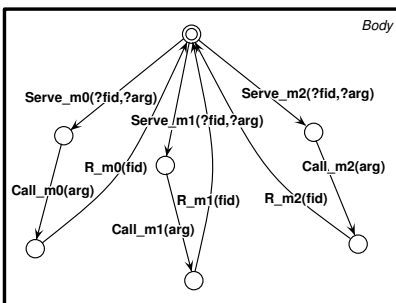 Body
Serve_m0(?fid,?arg)
Serve_m2(?fid,?arg)
Serve_m1(?fid,?arg)
R_m0(fid)
Call_m2(arg)
Call_m0(arg)
R_m1(fid)
R_m2(fid)
Call_m1(arg)